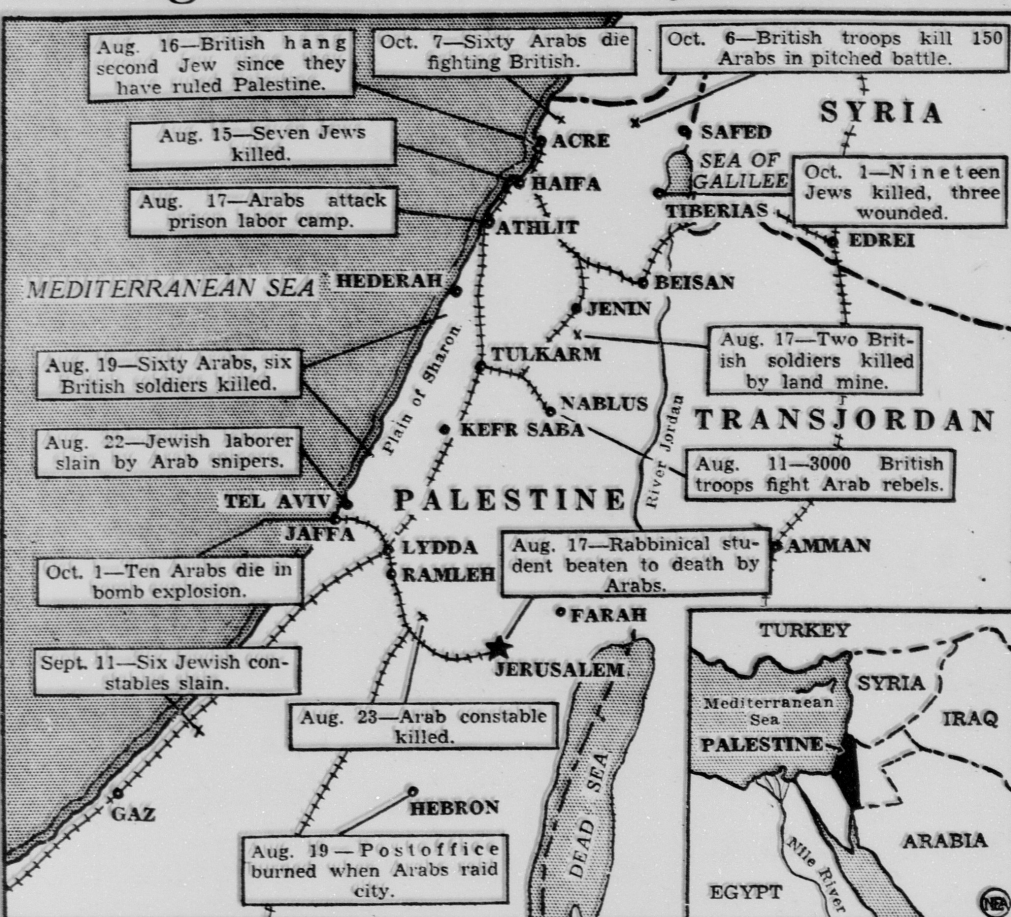 Aug. 16—British hang
second Jew since they
have ruled Palestine.
Oct. 7—Sixty Arabs die
fighting British.
Oct. 6—British troops kill 150
Arabs in pitched battle.
SYRIA
Aug. 15—Seven Jews
killed.
ACRE
SAFED
SEA OF
GALILEE
HAIFA
Oct. 1—Nineteen
Jews killed, three
wounded.
Aug. 17—Arabs attack
prison labor camp.
TIBERIAS
ATHLIT
EDREI
MEDITERRANEAN SEA
HEDERAH
BEISAN
JENIN
Plain of Sharon
Aug. 19—Sixty Arabs, six
British soldiers killed.
TULKARM
Aug. 17—Two Brit-
ish soldiers killed
by land mine.
NABLUS
TRANSJORDAN
KEFR SABA
River Jordan
Aug. 22—Jewish laborer
slain by Arab snipers.
Aug. 11—3000 British
troops fight Arab rebels.
TEL AVIV
PALESTINE
JAFFA
LYDDA
Aug. 17—Rabbinical stu-
dent beaten to death by
Arabs.
AMMAN
Oct. 1—Ten Arabs die in
bomb explosion.
RAMLEH
FARAH
Sept. 11—Six Jewish con-
stables slain.
JERUSALEM
Aug. 23—Arab constable
killed.
DEAD SEA
GAZ
HEBRON
Aug. 19—Postoffice
burned when Arabs raid
city.
TURKEY
SYRIA
Mediterranean
Sea
IRAQ
PALESTINE
ARABIA
Nile River
EGYPT
NEA